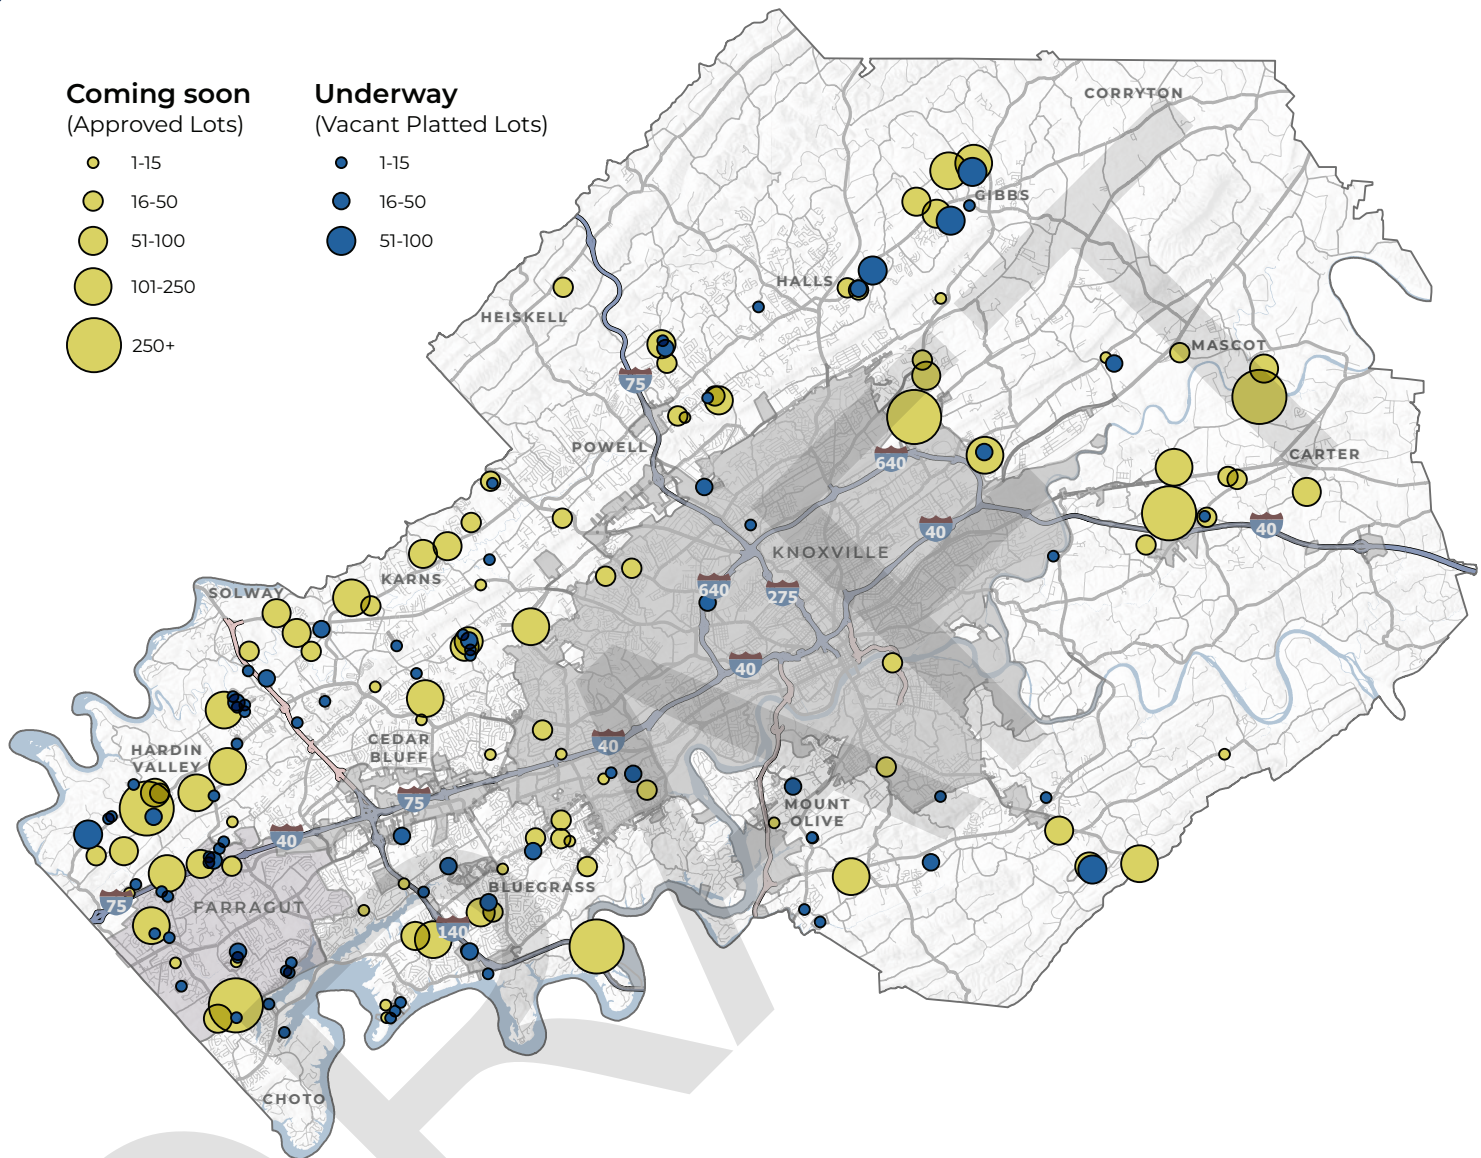 Coming soon
(Approved Lots)
1-15
16-50
51-100
101-250
250+
Underway
(Vacant Platted Lots)
1-15
16-50
51-100
CORRYTON
GIBBS
HALLS
HEISKELL
MASCOT
75
POWELL
640
CARTER
40
40
KNOXVILLE
KARNS
SOLWAY
640
275
40
HARDIN
VALLEY
CEDAR
BLUFF
40
75
MOUNT
OLIVE
40
BLUEGRASS
75
FARRAGUT
140
CHOTO